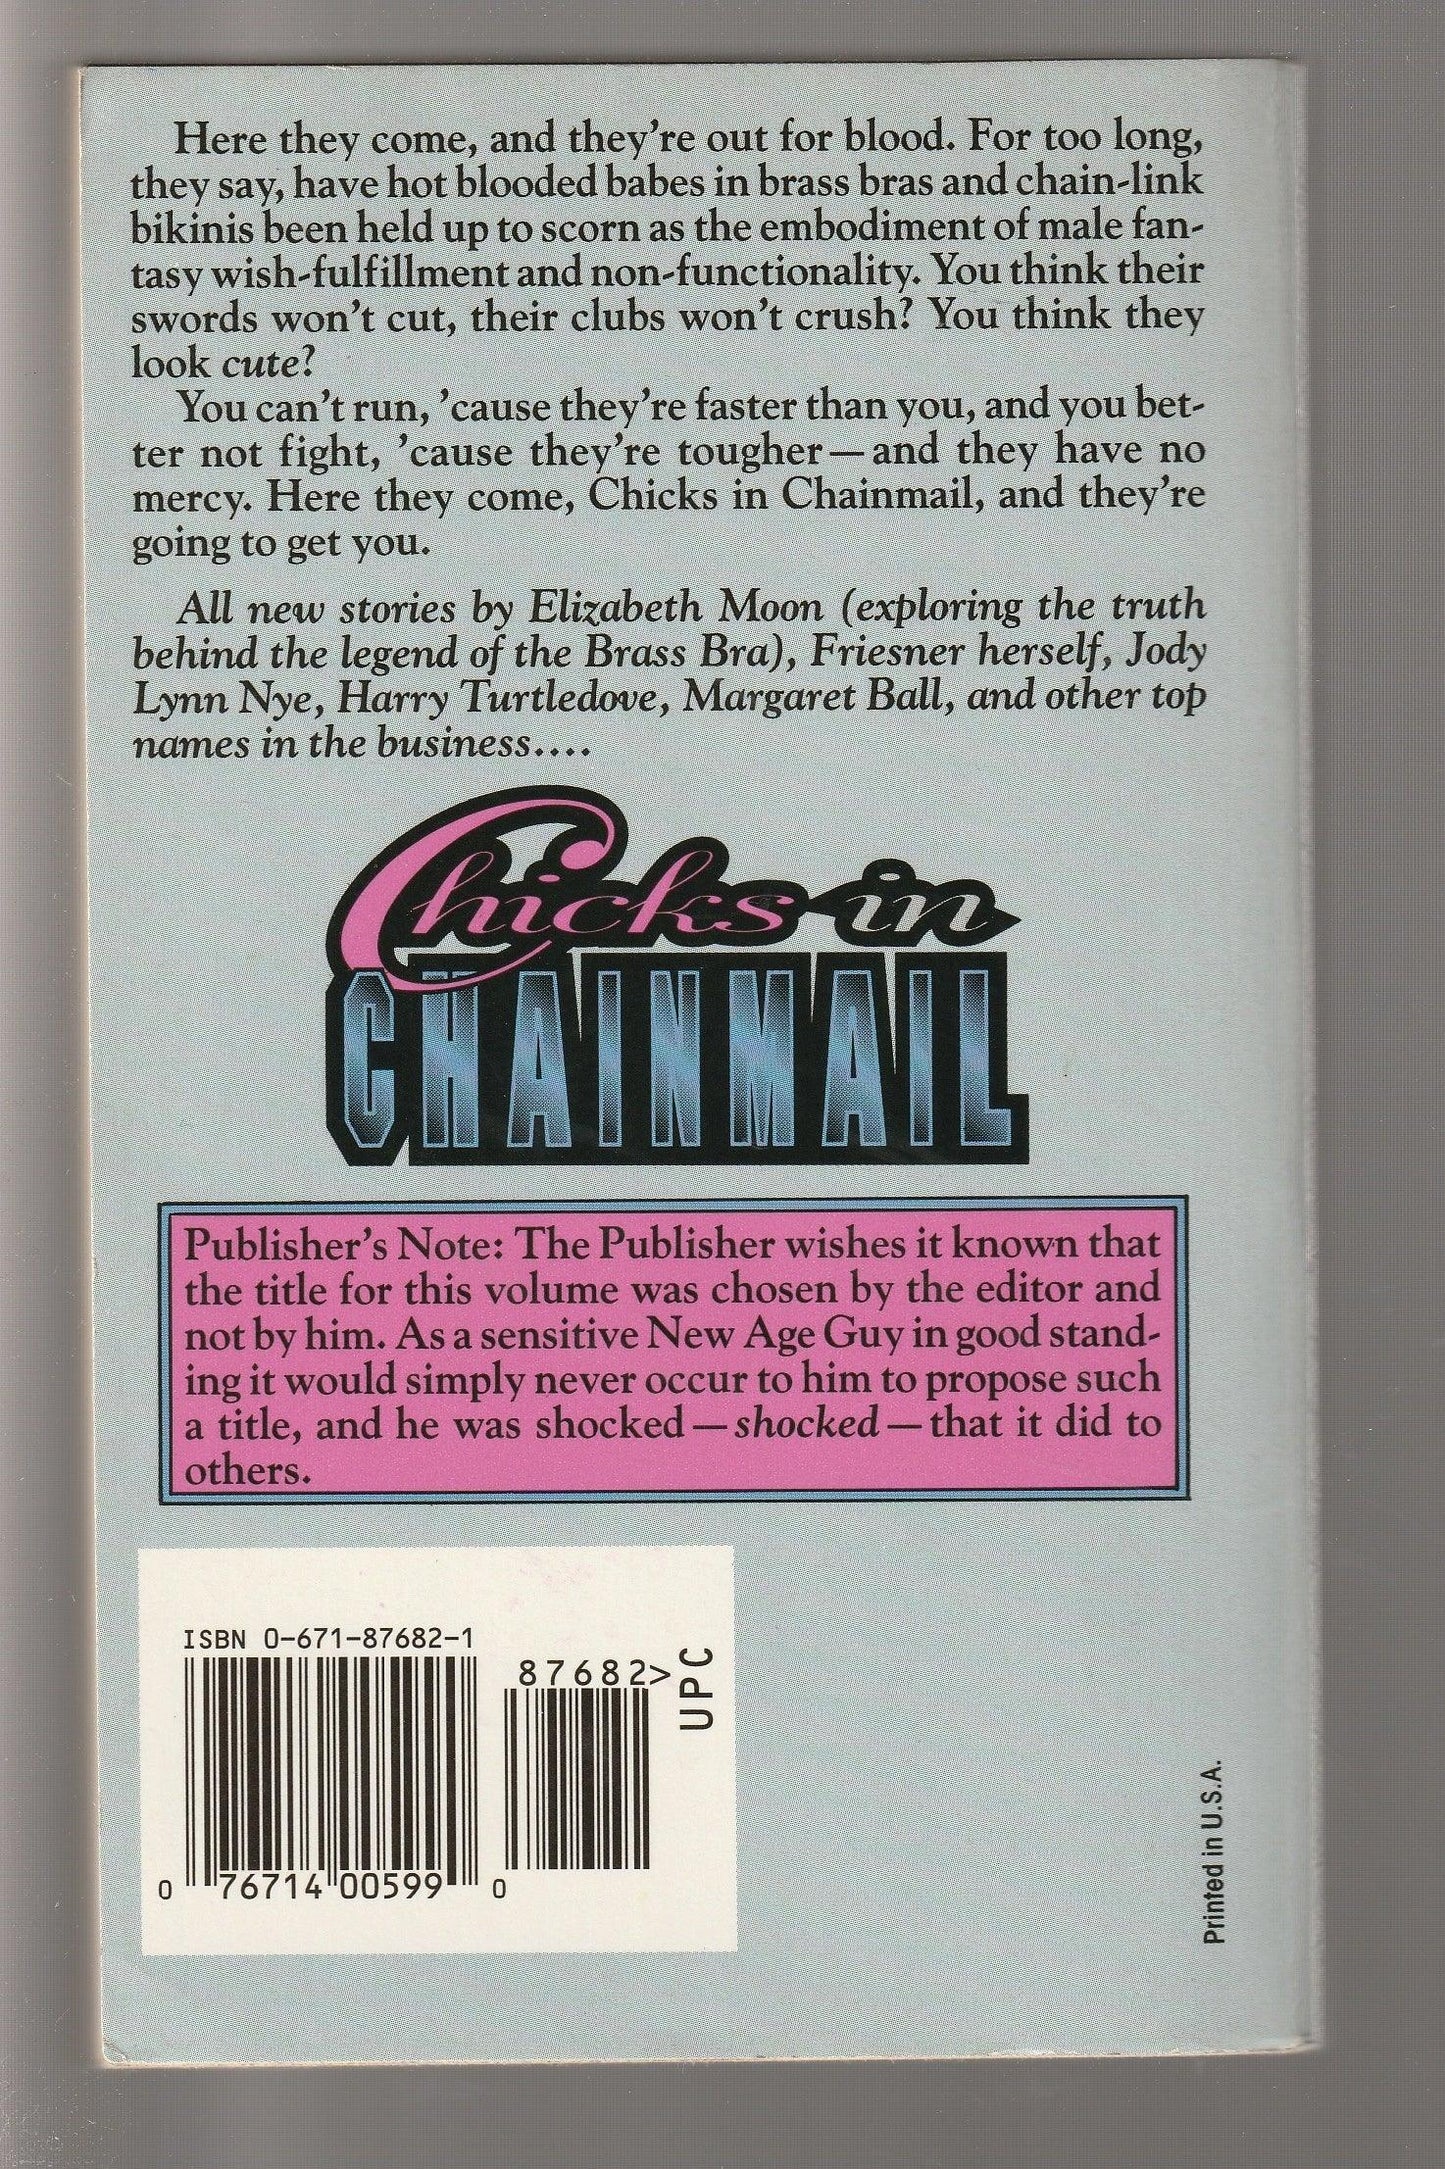 Here they come, and they're out for blood. For too long,
they say, have hot blooded babes in brass bras and chain-link
bikinis been held up to scorn as the embodiment of male fan-
tasy wish-fulfillment and non-functionality. You think their
swords won't cut, their clubs won't crush? You think they
look cute?
You can't run, 'cause they're faster than you, and you bet-
ter not fight, 'cause they're tougher—and they have no
mercy. Here they come, Chicks in Chainmail, and they're
going to get you.
All new stories by Elizabeth Moon (exploring the truth
behind the legend of the Brass Bra), Friesner herself, Jody
Lynn Nye, Harry Turtledove, Margaret Ball, and other top
names in the business....
Chicks in
CHAINMAIL
Publisher's Note: The Publisher wishes it known that
the title for this volume was chosen by the editor and
not by him. As a sensitive New Age Guy in good stand-
ing it would simply never occur to him to propose such
a title, and he was shocked—shocked—that it did to
others.
ISBN 0-671-87682-1
87682>
UPC
0 76714 00599 0
Printed in U.S.A.